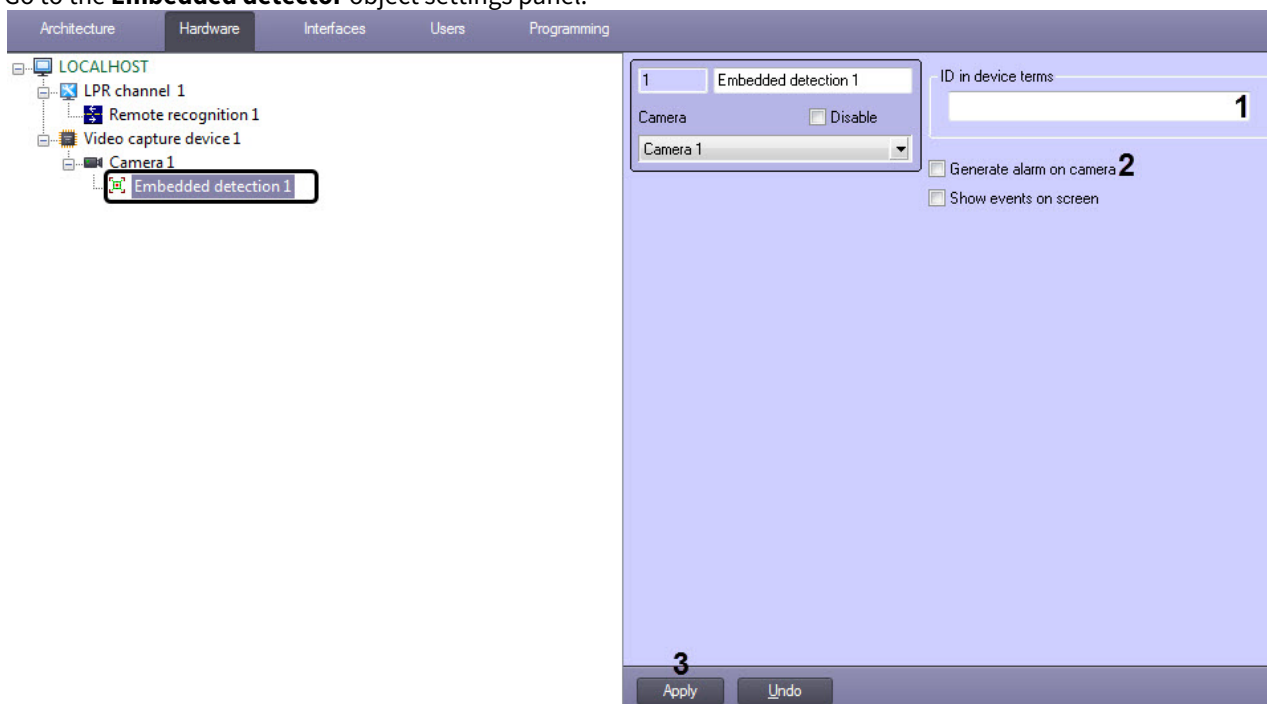 Go to the Embedded detector object settings panel.
Architecture Hardware Interfaces Users Programming
LOCALHOST
LPR channel 1
Remote recognition 1
Video capture device 1
Camera 1
Embedded detection 1
1 Embedded detection 1
Camera Disable
Camera 1
ID in device terms
1
Generate alarm on camera 2
Show events on screen
3
Apply Undo